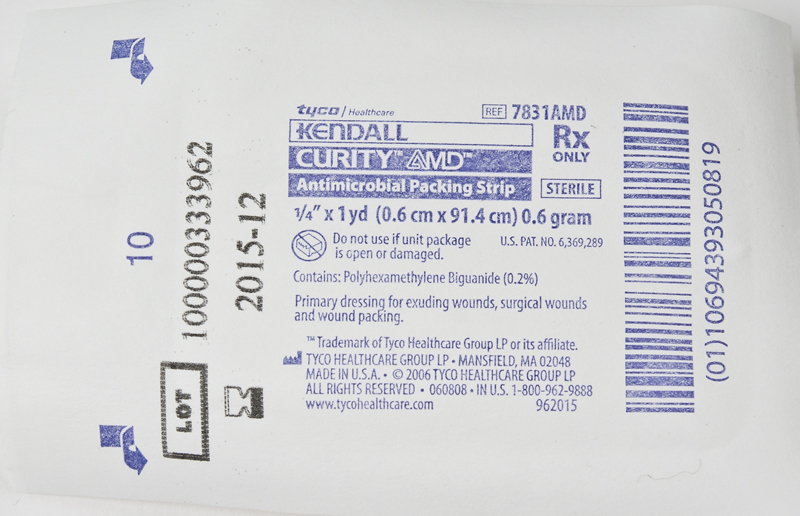 tyco / Healthcare
REF 7831AMD
KENDALL
CURITY™ AMD™
Rx
ONLY
Antimicrobial Packing Strip
STERILE
1/4" x 1 yd (0.6 cm x 91.4 cm) 0.6 gram
Do not use if unit package
is open or damaged.
U.S. PAT. NO. 6,369,289
Contains: Polyhexamethylene Biguanide (0.2%)
Primary dressing for exuding wounds, surgical wounds
and wound packing.
™ Trademark of Tyco Healthcare Group LP or its affiliate.
TYCO HEALTHCARE GROUP LP • MANSFIELD, MA 02048
MADE IN U.S.A. • © 2006 TYCO HEALTHCARE GROUP LP
ALL RIGHTS RESERVED • 060808 • IN U.S. 1-800-962-9888
www.tycohealthcare.com 962015
(01)10694393050819
10
LOT 100000333962
2015-12